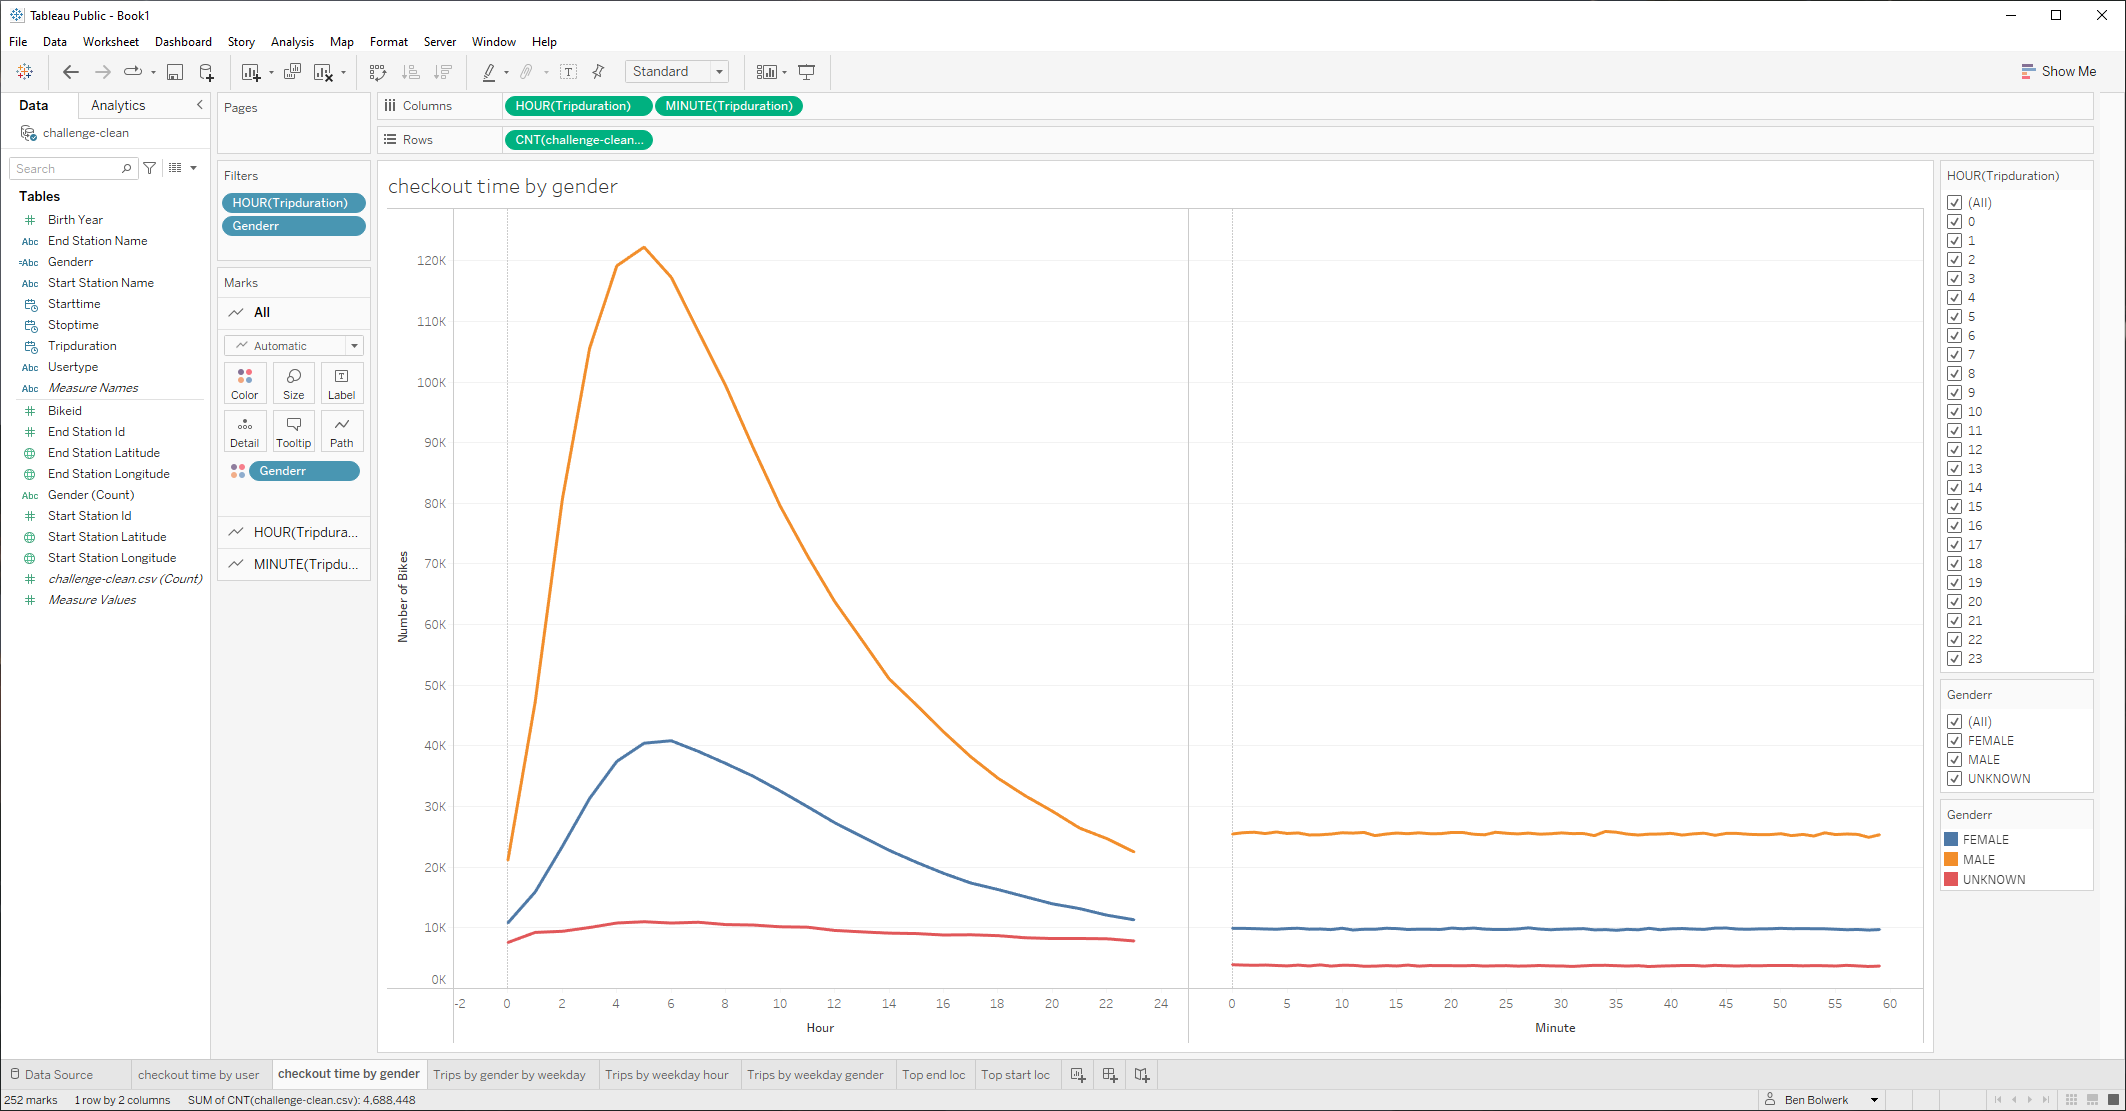 Tableau Public - Book1
File Data Worksheet Dashboard Story Analysis Map Format Server Window Help
Standard
Show Me
Data Analytics
challenge-clean
Search
Tables
Birth Year
Abc End Station Name
=Abc Genderr
Abc Start Station Name
Starttime
Stoptime
Tripduration
Abc Usertype
Abc Measure Names
Bikeid
End Station Id
End Station Latitude
End Station Longitude
Abc Gender (Count)
Start Station Id
Start Station Latitude
Start Station Longitude
challenge-clean.csv (Count)
Measure Values
Pages
Filters
HOUR(Tripduration)
Genderr
Marks
All
Automatic
Color Size Label
Detail Tooltip Path
Genderr
HOUR(Tripdura...
MINUTE(Tripdu...
Columns HOUR(Tripduration) MINUTE(Tripduration)
Rows CNT(challenge-clean...
checkout time by gender
120K
110K
100K
90K
80K
70K
60K
50K
40K
30K
20K
10K
0K
Number of Bikes
-2 0 2 4 6 8 10 12 14 16 18 20 22 24
Hour
0 5 10 15 20 25 30 35 40 45 50 55 60
Minute
HOUR(Tripduration)
(All)
0
1
2
3
4
5
6
7
8
9
10
11
12
13
14
15
16
17
18
19
20
21
22
23
Genderr
(All)
FEMALE
MALE
UNKNOWN
Genderr
FEMALE
MALE
UNKNOWN
Data Source checkout time by user checkout time by gender Trips by gender by weekday Trips by weekday hour Trips by weekday gender Top end loc Top start loc
252 marks 1 row by 2 columns SUM of CNT(challenge-clean.csv): 4,688,448 Ben Bolwerk